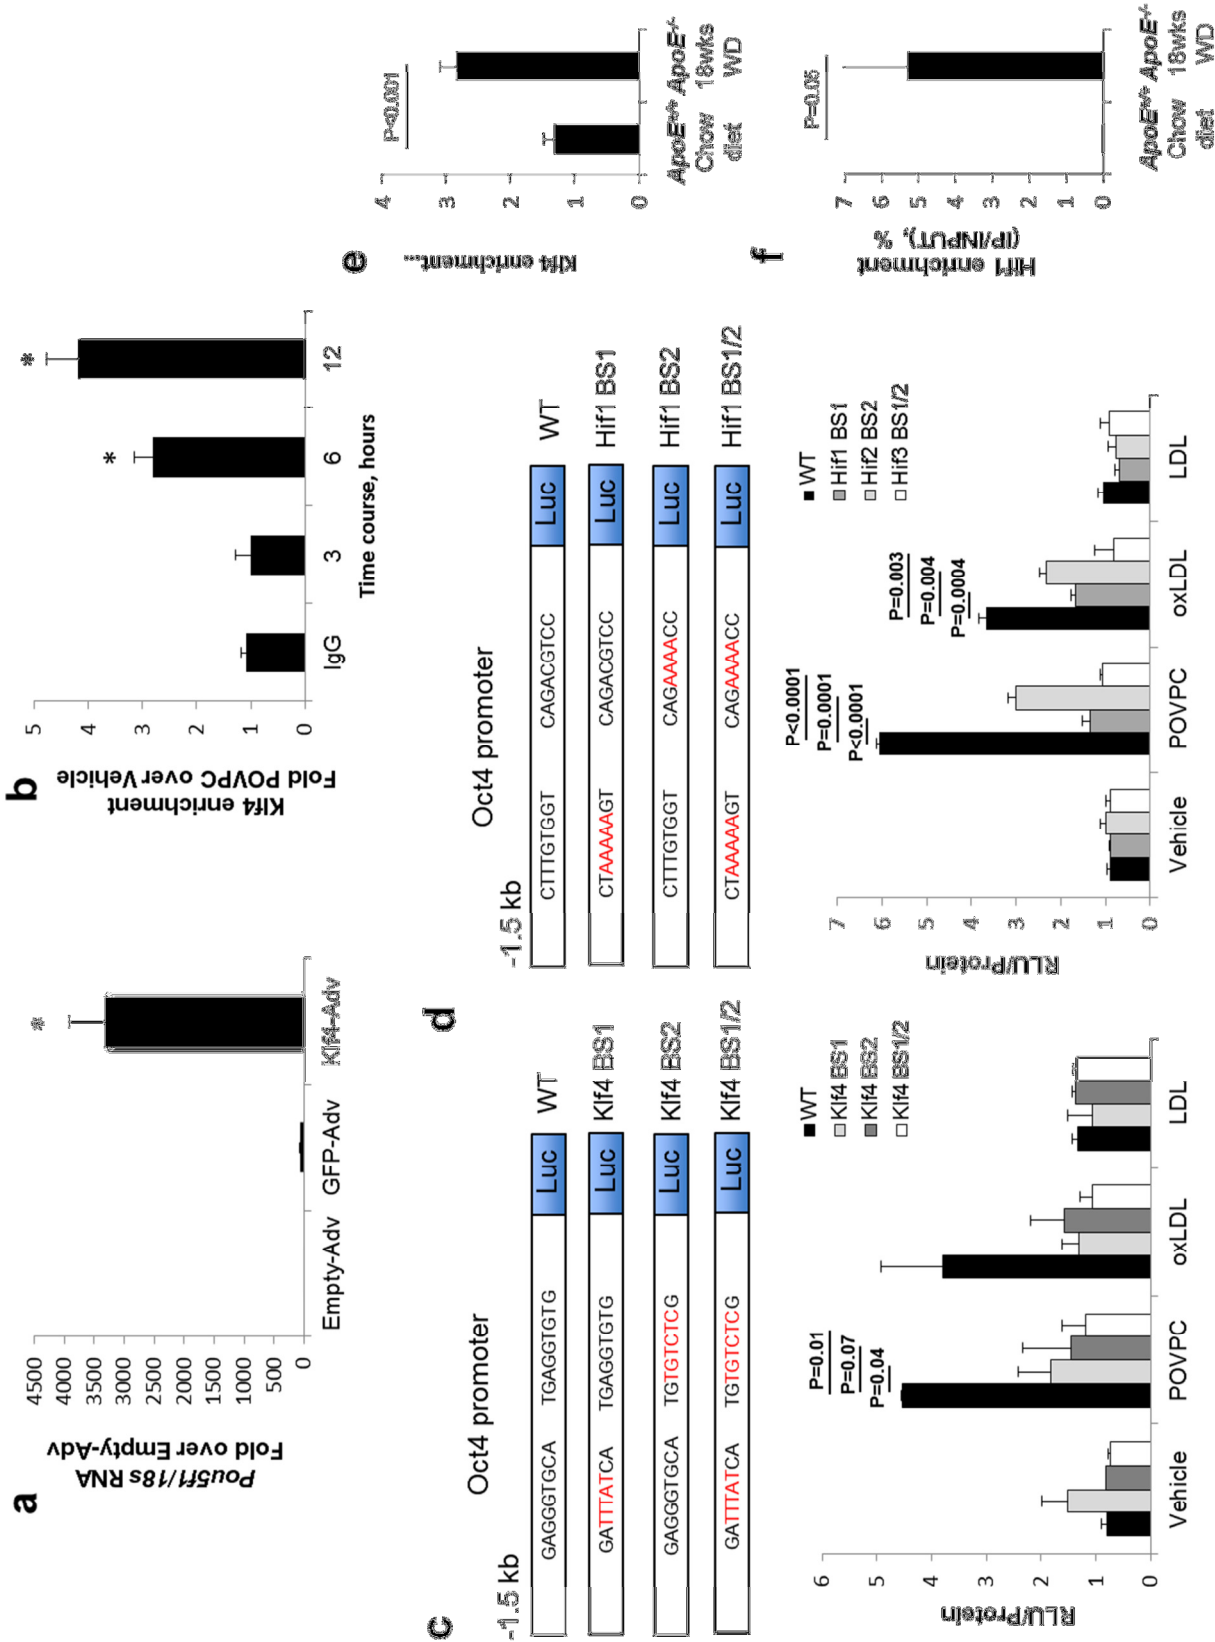 a
Pou5f1/18s RNA
Fold over Empty-Adv
4500
4000
3500
3000
2500
2000
1500
1000
500
0
*
Empty-Adv GFP-Adv Klf4-Adv
b
Klf4 enrichment
Fold POVPC over Vehicle
5
4
3
2
1
0
* *
IgG 3 6 12
Time course, hours
c
-1.5 kb Oct4 promoter
GAGGGTGCA TGAGGTGTG Luc WT
GATTTATCA TGAGGTGTG Luc Klf4 BS1
GAGGGTGCA TGTGTCTCG Luc Klf4 BS2
GATTTATCA TGTGTCTCG Luc Klf4 BS1/2
RLU/Protein
6
5
4
3
2
1
0
P=0.01
P=0.07
P=0.04
WT
Klf4 BS1
Klf4 BS2
Klf4 BS1/2
Vehicle POVPC oxLDL LDL
d
-1.5 kb Oct4 promoter
CTTTGTGGT CAGACGTCC Luc WT
CTAAAAAGT CAGACGTCC Luc Hif1 BS1
CTTTGTGGT CAGAAAACC Luc Hif1 BS2
CTAAAAAGT CAGAAAACC Luc Hif1 BS1/2
RLU/Protein
7
6
5
4
3
2
1
0
P<0.0001
P=0.0001
P<0.0001
P=0.003
P=0.004
P=0.0004
WT
Hif1 BS1
Hif2 BS2
Hif3 BS1/2
Vehicle POVPC oxLDL LDL
e
Klf4 enrichment...
4
3
2
1
0
P<0.001
ApoE+/+ ApoE-/-
Chow 18wks
diet WD
f
Hif1 enrichment
(IP/INPUT), %
7
6
5
4
3
2
1
0
P=0.05
ApoE+/+ ApoE-/-
Chow 18wks
diet WD